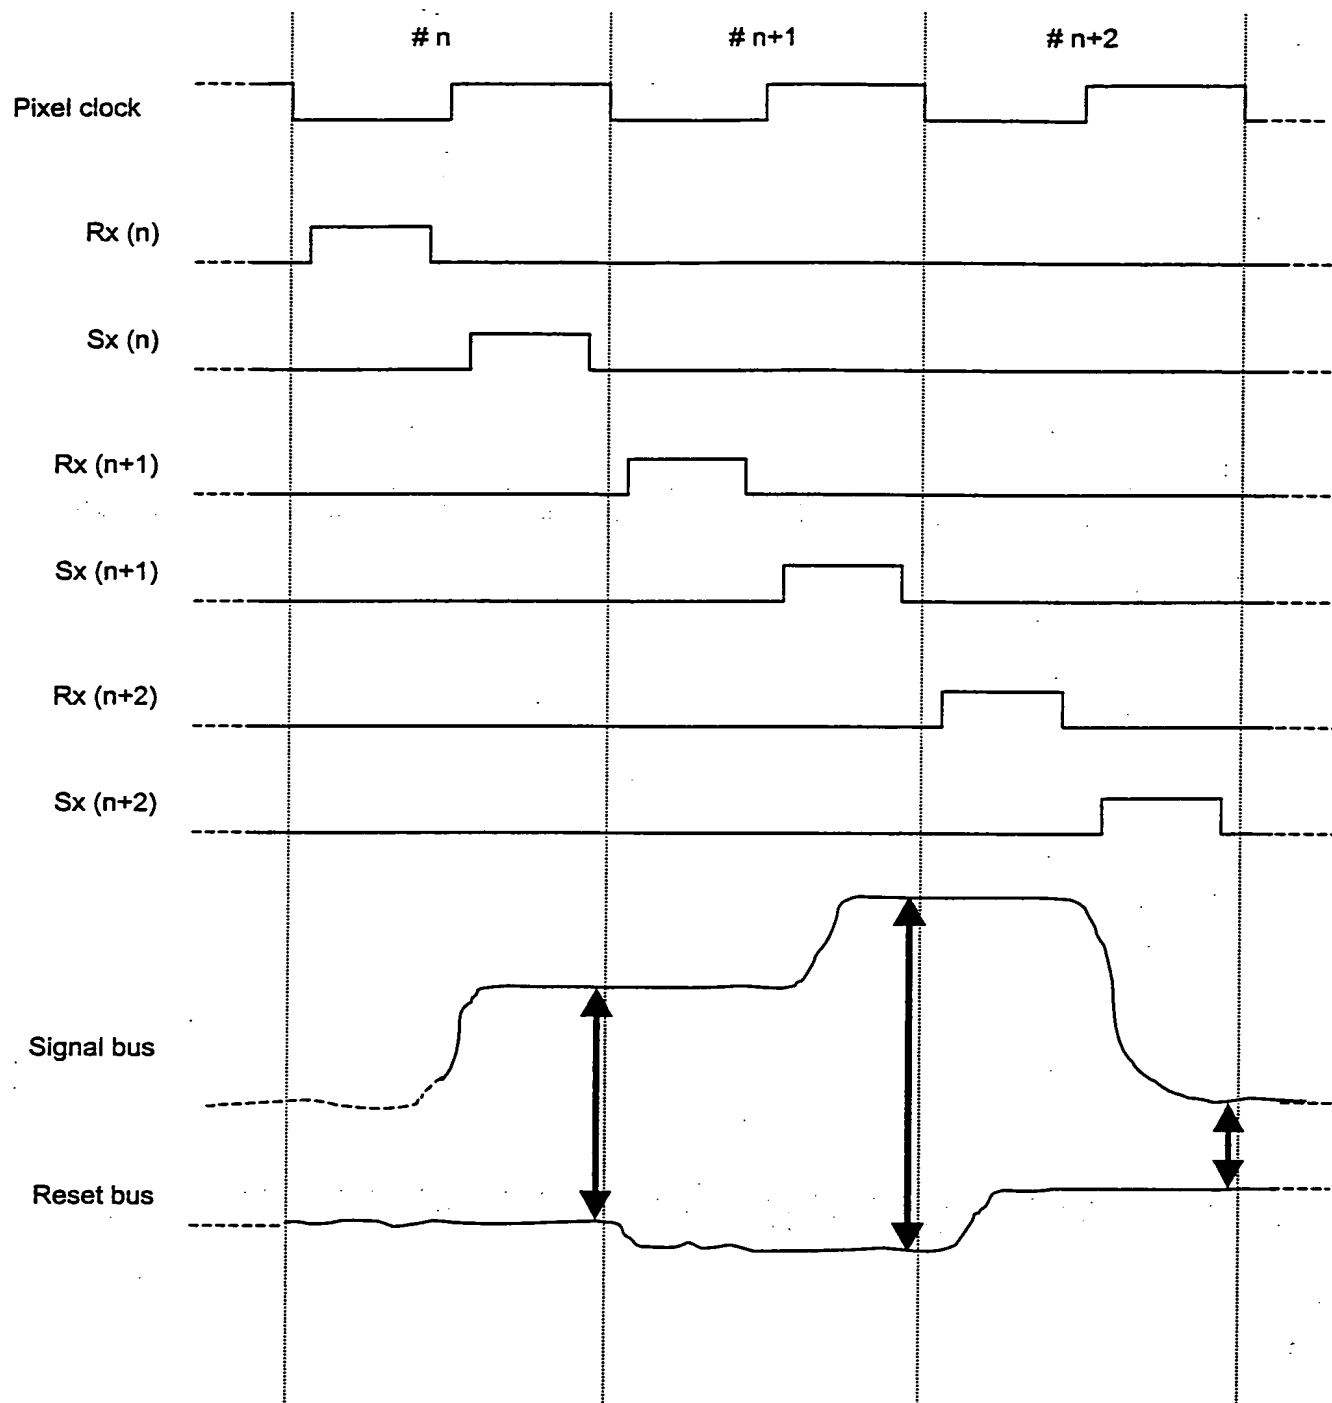 # n
# n+1
# n+2
Pixel clock
Rx (n)
Sx (n)
Rx (n+1)
Sx (n+1)
Rx (n+2)
Sx (n+2)
Signal bus
Reset bus